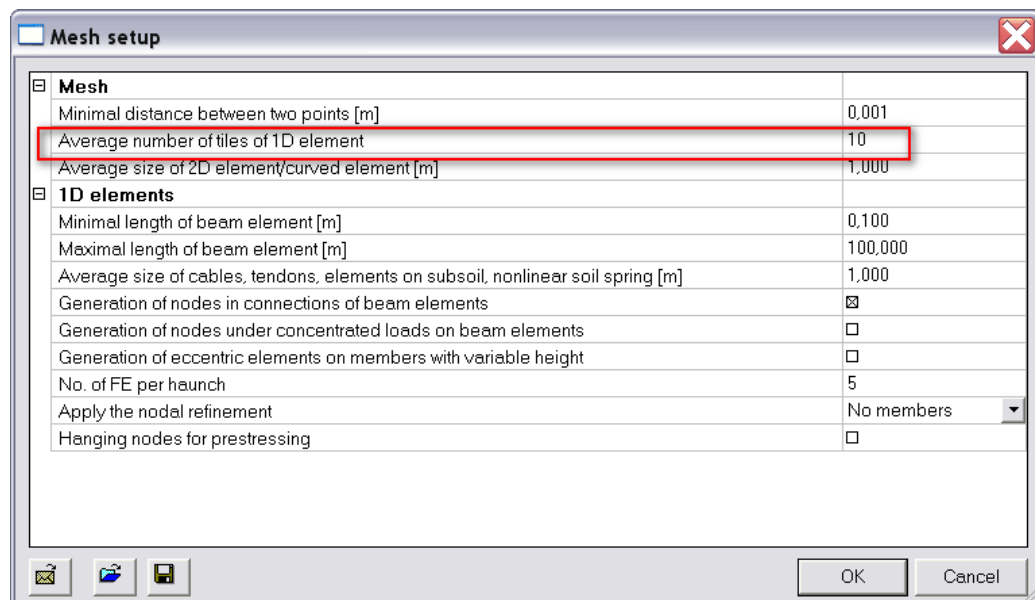 Mesh setup
Mesh
Minimal distance between two points [m] 0,001
Average number of tiles of 1D element 10
Average size of 2D element/curved element [m] 1,000
1D elements
Minimal length of beam element [m] 0,100
Maximal length of beam element [m] 100,000
Average size of cables, tendons, elements on subsoil, nonlinear soil spring [m] 1,000
Generation of nodes in connections of beam elements
Generation of nodes under concentrated loads on beam elements
Generation of eccentric elements on members with variable height
No. of FE per haunch 5
Apply the nodal refinement No members
Hanging nodes for prestressing
OK Cancel